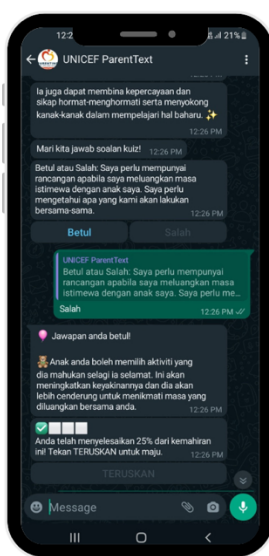 12:2
21%
UNICEF ParentText
Ia juga dapat membina kepercayaan dan
sikap hormat-menghormati serta menyokong
kanak-kanak dalam mempelajari hal baharu. ✨
12:26 PM
Mari kita jawab soalan kuiz! 12:26 PM
Betul atau Salah: Saya perlu mempunyai
rancangan apabila saya meluangkan masa
istimewa dengan anak saya. Saya perlu
mengetahui apa yang kami akan lakukan
bersama-sama. 12:26 PM
Betul
Salah
UNICEF ParentText
Betul atau Salah: Saya perlu mempunyai
rancangan apabila saya meluangkan masa
istimewa dengan anak saya. Saya perlu me...
Salah 12:26 PM
Jawapan anda betul!
Anak anda boleh memilih aktiviti yang
dia mahukan selagi ia selamat. Ini akan
meningkatkan keyakinannya dan dia akan
lebih cenderung untuk menikmati masa yang
diluangkan bersama anda. 12:26 PM
Anda telah menyelesaikan 25% dari kemahiran
ini! Tekan TERUSKAN untuk maju. 12:26 PM
TERUSKAN
Message